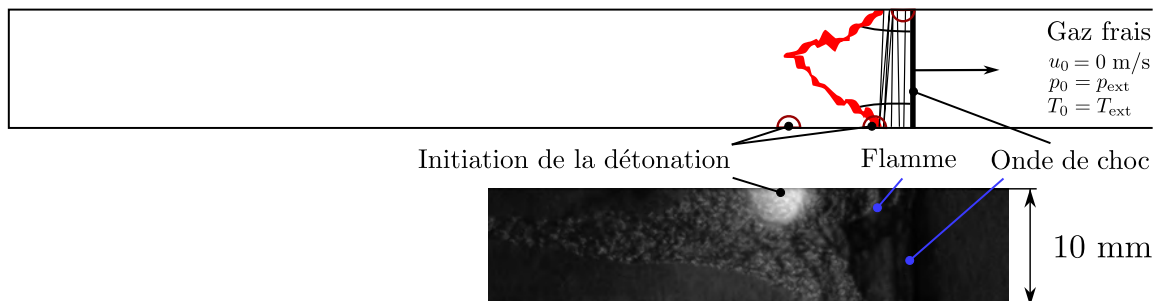 Gaz frais
u₀ = 0 m/s
p₀ = p_ext
T₀ = T_ext
Initiation de la détonation
Flamme
Onde de choc
10 mm